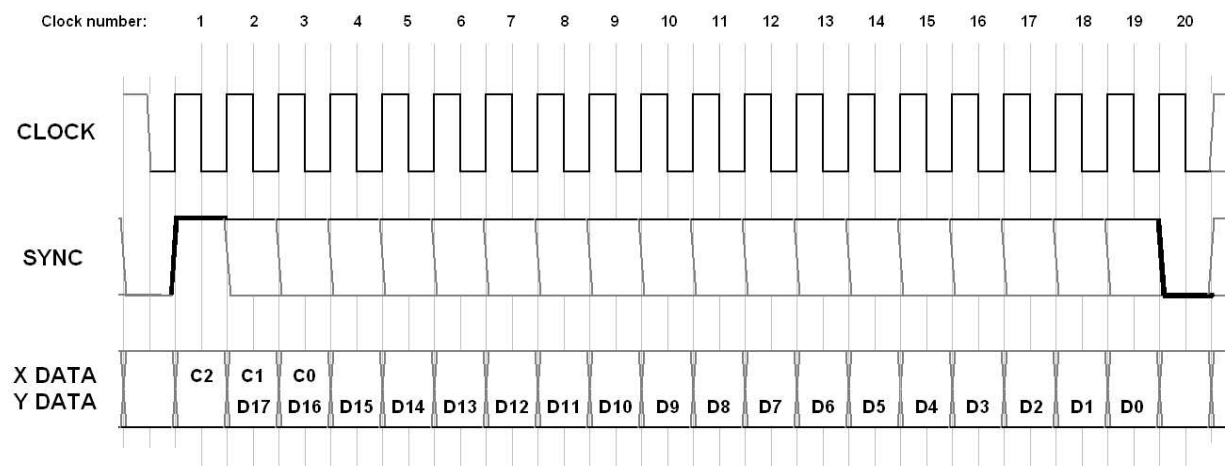 Clock number: 1 2 3 4 5 6 7 8 9 10 11 12 13 14 15 16 17 18 19 20
CLOCK
SYNC
X DATA C2 C1 C0
Y DATA D17 D16 D15 D14 D13 D12 D11 D10 D9 D8 D7 D6 D5 D4 D3 D2 D1 D0